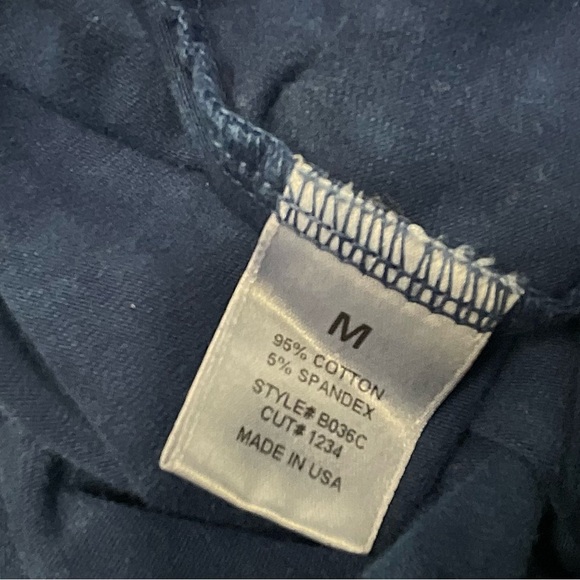 M
95% COTTON
5% SPANDEX
STYLE# B036C
CUT# 1234
MADE IN USA